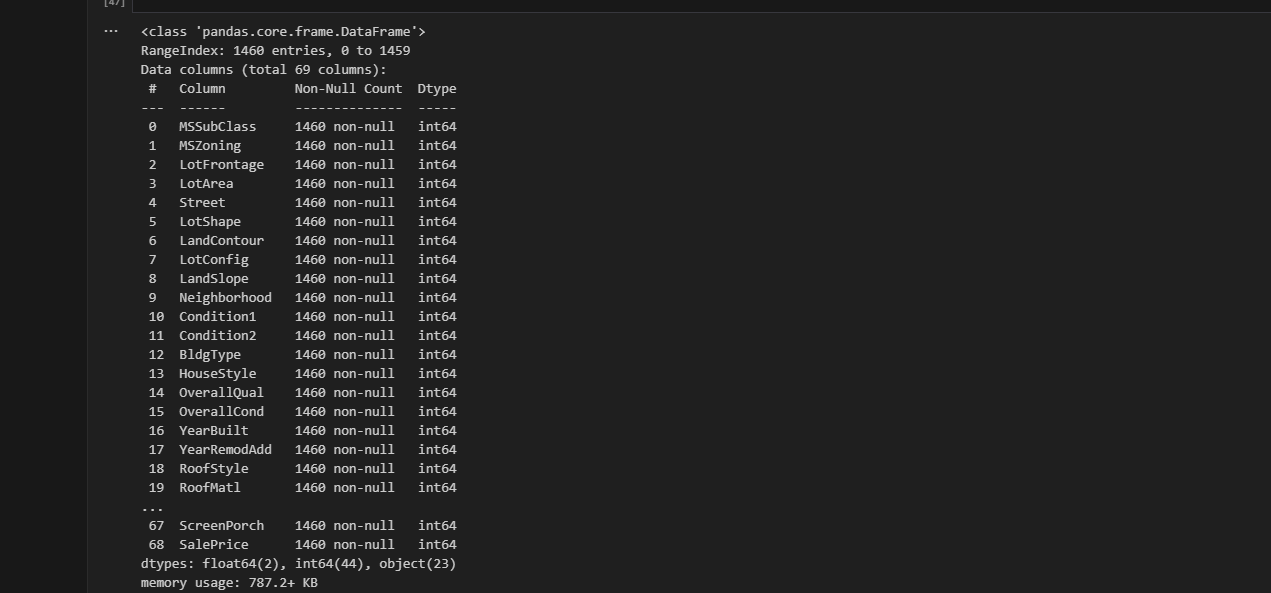 [47]
... <class 'pandas.core.frame.DataFrame'>
RangeIndex: 1460 entries, 0 to 1459
Data columns (total 69 columns):
 #   Column         Non-Null Count  Dtype
---  ------         --------------  -----
 0   MSSubClass     1460 non-null   int64
 1   MSZoning       1460 non-null   int64
 2   LotFrontage    1460 non-null   int64
 3   LotArea        1460 non-null   int64
 4   Street         1460 non-null   int64
 5   LotShape       1460 non-null   int64
 6   LandContour    1460 non-null   int64
 7   LotConfig      1460 non-null   int64
 8   LandSlope      1460 non-null   int64
 9   Neighborhood   1460 non-null   int64
 10  Condition1     1460 non-null   int64
 11  Condition2     1460 non-null   int64
 12  BldgType       1460 non-null   int64
 13  HouseStyle     1460 non-null   int64
 14  OverallQual    1460 non-null   int64
 15  OverallCond    1460 non-null   int64
 16  YearBuilt      1460 non-null   int64
 17  YearRemodAdd   1460 non-null   int64
 18  RoofStyle      1460 non-null   int64
 19  RoofMatl       1460 non-null   int64
...
 67  ScreenPorch    1460 non-null   int64
 68  SalePrice      1460 non-null   int64
dtypes: float64(2), int64(44), object(23)
memory usage: 787.2+ KB